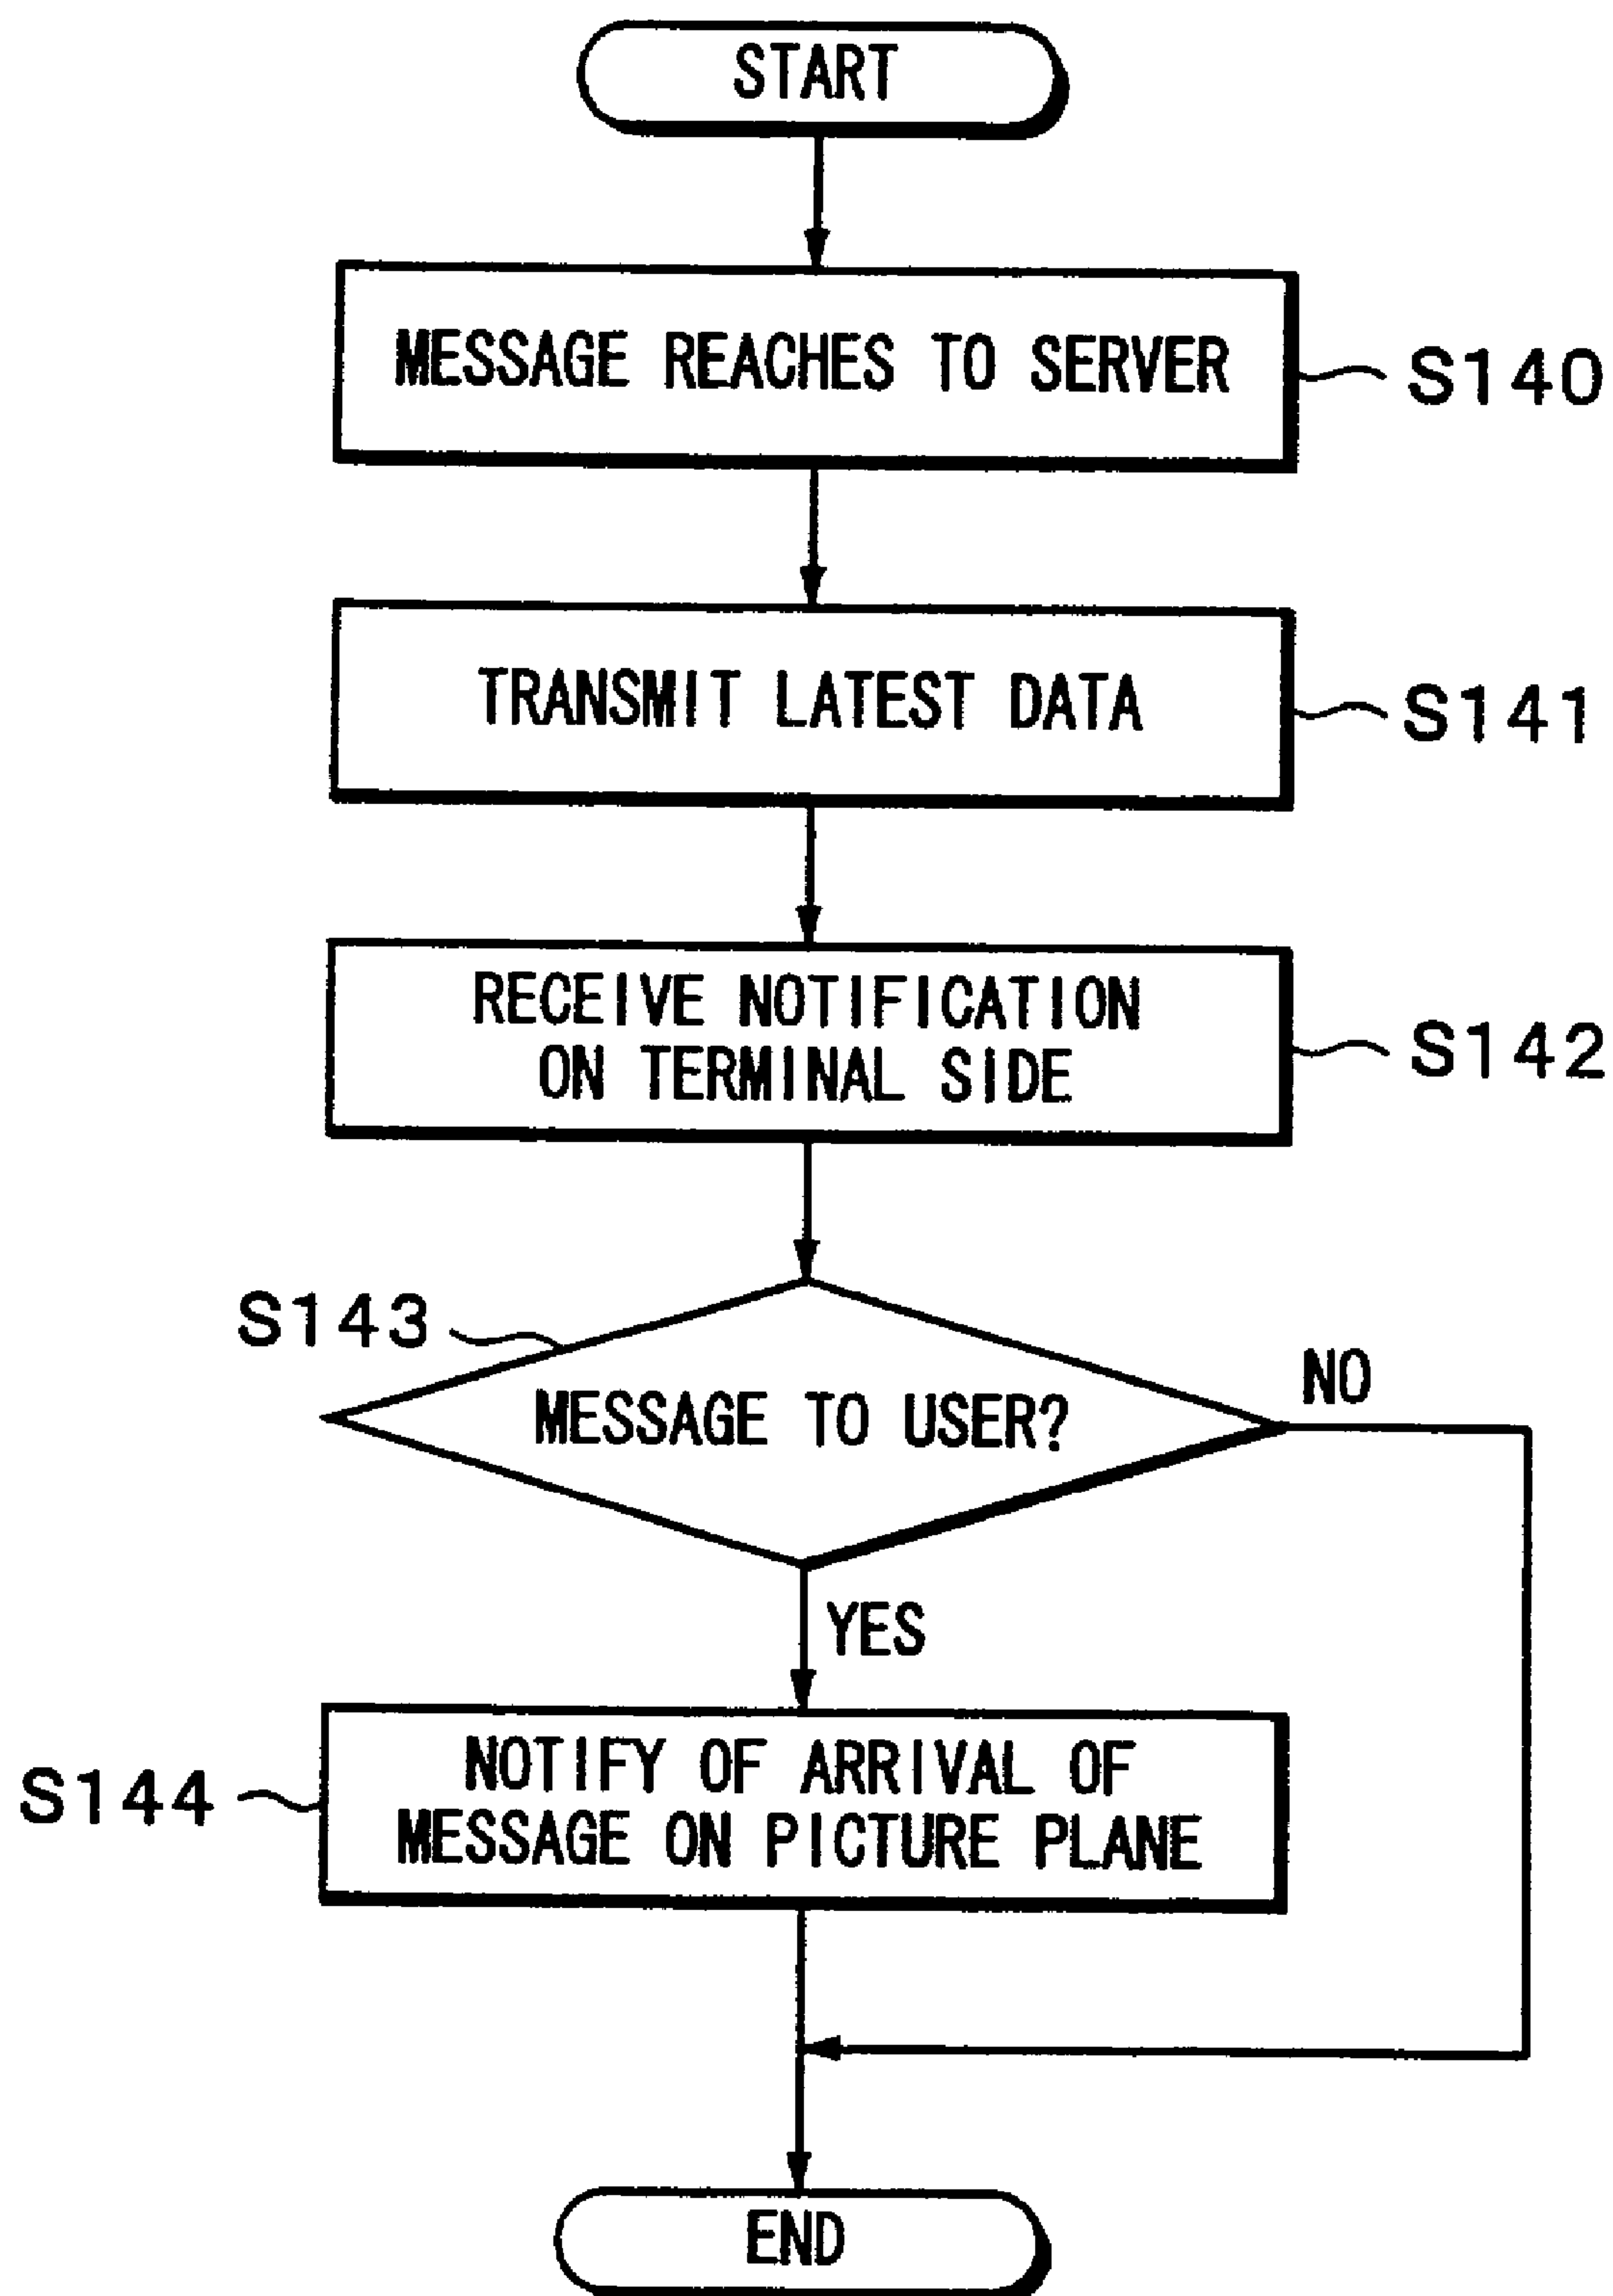 START
MESSAGE REACHES TO SERVER
S140
TRANSMIT LATEST DATA
S141
RECEIVE NOTIFICATION
ON TERMINAL SIDE
S142
S143
MESSAGE TO USER?
NO
YES
S144
NOTIFY OF ARRIVAL OF
MESSAGE ON PICTURE PLANE
END